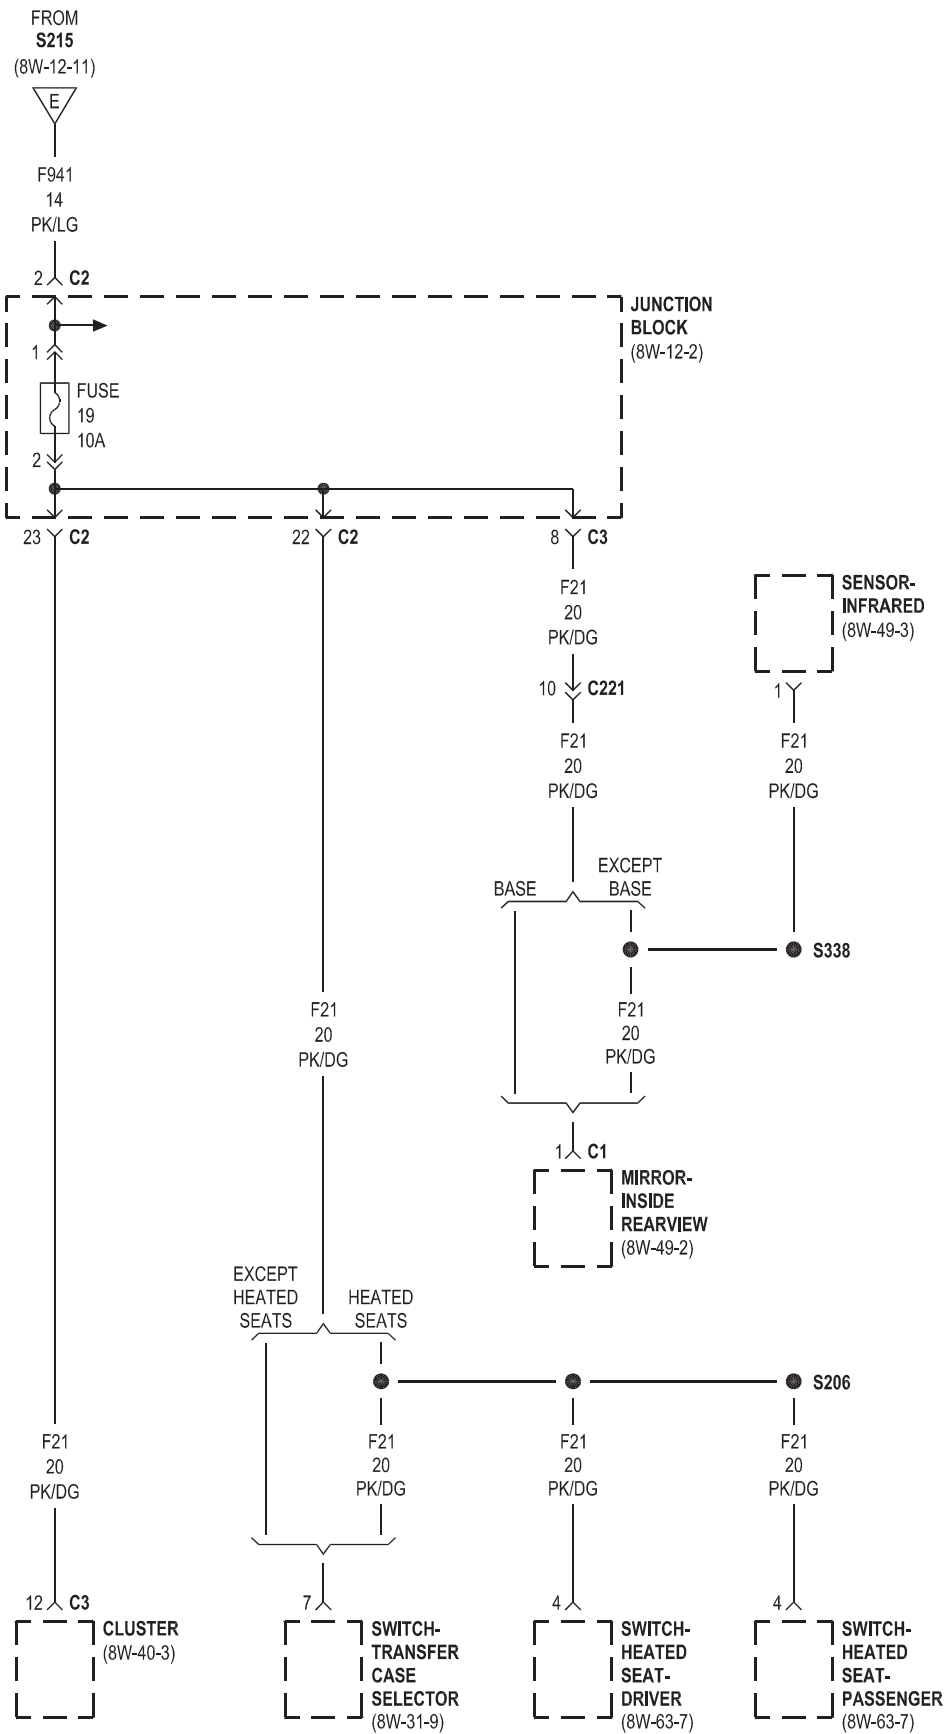 FROM
S215
(8W-12-11)
E
F941
14
PK/LG
2 C2
JUNCTION
BLOCK
(8W-12-2)
1
FUSE
19
10A
2
23 C2
22 C2
8 C3
F21
20
PK/DG
SENSOR-
INFRARED
(8W-49-3)
10 C221
1
F21
20
PK/DG
F21
20
PK/DG
BASE
EXCEPT
BASE
S338
F21
20
PK/DG
F21
20
PK/DG
1 C1
MIRROR-
INSIDE
REARVIEW
(8W-49-2)
EXCEPT
HEATED
SEATS
HEATED
SEATS
S206
F21
20
PK/DG
F21
20
PK/DG
F21
20
PK/DG
F21
20
PK/DG
12 C3
CLUSTER
(8W-40-3)
7
SWITCH-
TRANSFER
CASE
SELECTOR
(8W-31-9)
4
SWITCH-
HEATED
SEAT-
DRIVER
(8W-63-7)
4
SWITCH-
HEATED
SEAT-
PASSENGER
(8W-63-7)